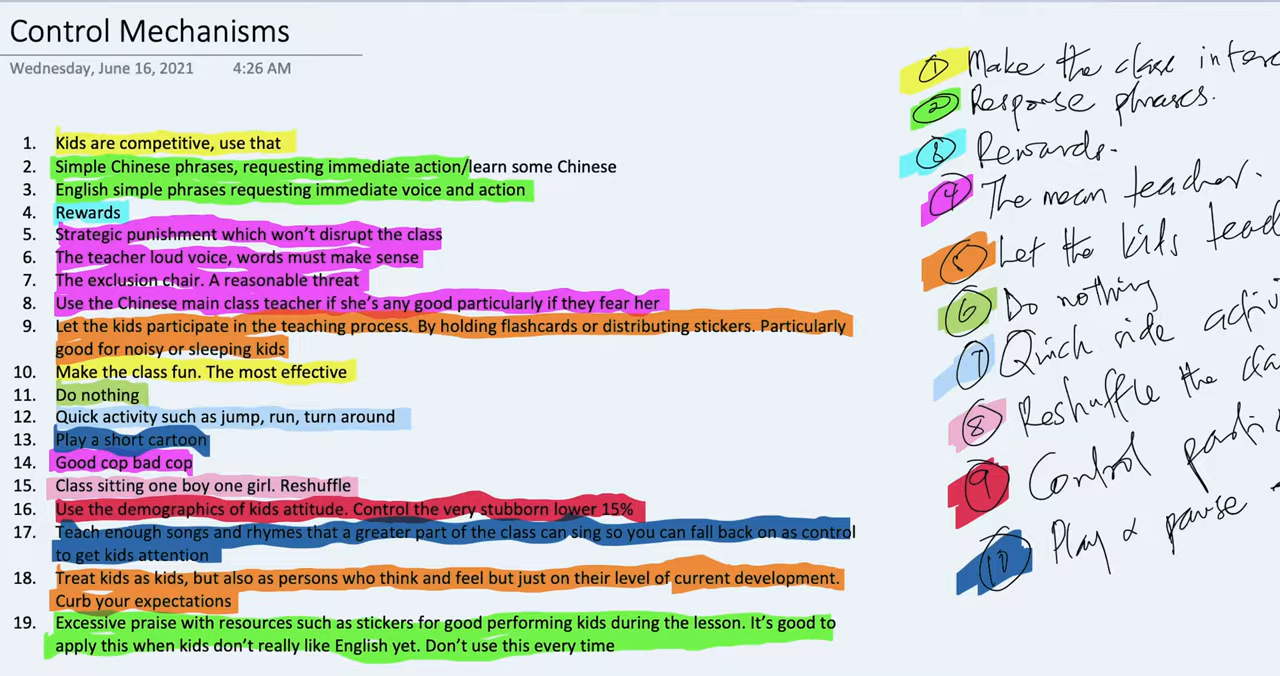 Control Mechanisms
Wednesday, June 16, 2021 4:26 AM
1. Kids are competitive, use that
2. Simple Chinese phrases, requesting immediate action/learn some Chinese
3. English simple phrases requesting immediate voice and action
4. Rewards
5. Strategic punishment which won't disrupt the class
6. The teacher loud voice, words must make sense
7. The exclusion chair. A reasonable threat
8. Use the Chinese main class teacher if she's any good particularly if they fear her
9. Let the kids participate in the teaching process. By holding flashcards or distributing stickers. Particularly
good for noisy or sleeping kids
10. Make the class fun. The most effective
11. Do nothing
12. Quick activity such as jump, run, turn around
13. Play a short cartoon
14. Good cop bad cop
15. Class sitting one boy one girl. Reshuffle
16. Use the demographics of kids attitude. Control the very stubborn lower 15%
17. Teach enough songs and rhymes that a greater part of the class can sing so you can fall back on as control
to get kids attention
18. Treat kids as kids, but also as persons who think and feel but just on their level of current development.
Curb your expectations
19. Excessive praise with resources such as stickers for good performing kids during the lesson. It's good to
apply this when kids don't really like English yet. Don't use this every time
1 Make the class inter
2 Response phrases.
3 Rewards.
4 The mean teacher.
5 Let the kids teac
6 Do nothing
7 Quick side activi
8 Reshuffle the cla
9 Control partic
10 Play & pause